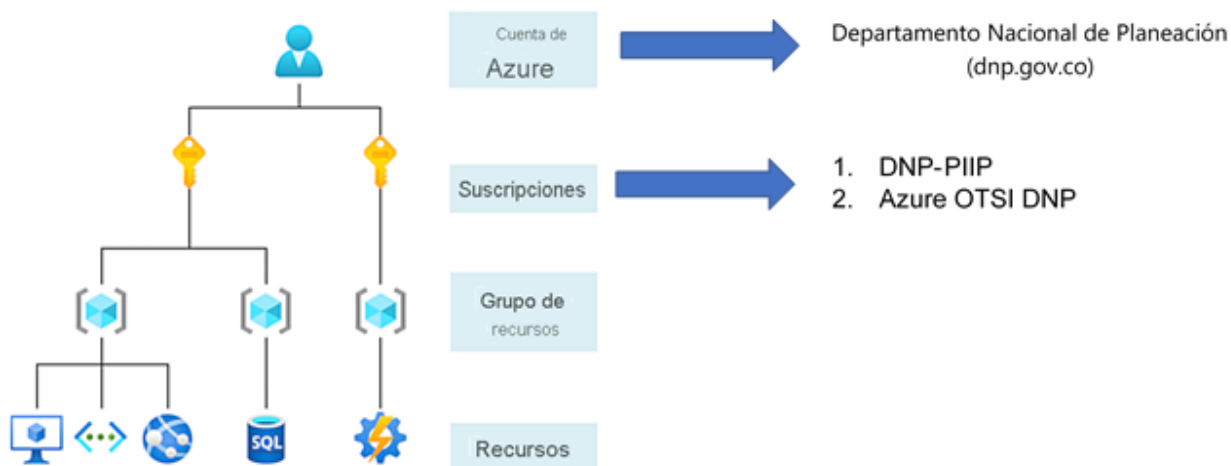 Cuenta de
Azure
Departamento Nacional de Planeación
(dnp.gov.co)
Suscripciones
1. DNP-PIIP
2. Azure OTSI DNP
Grupo de
recursos
SQL
Recursos